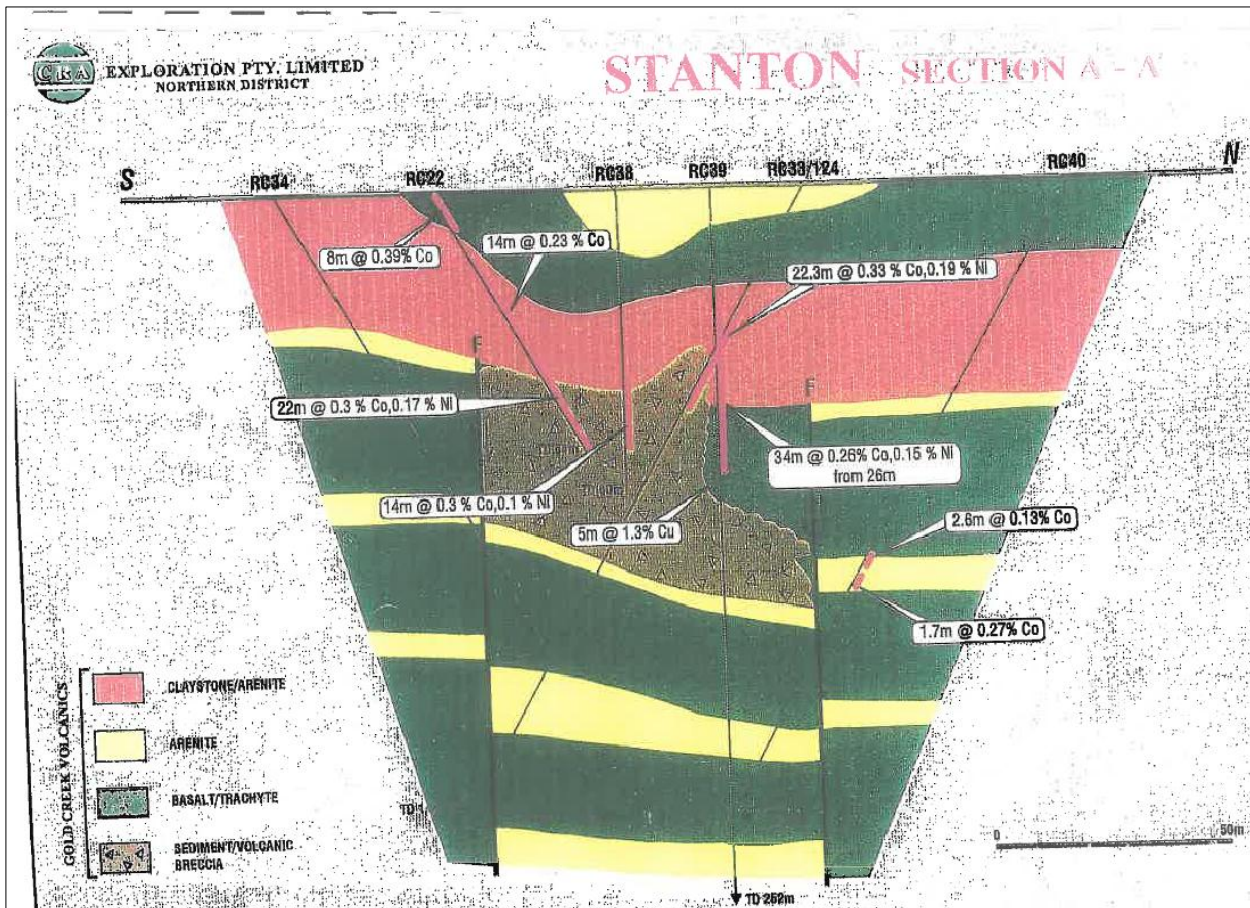 CRA
EXPLORATION PTY. LIMITED
NORTHERN DISTRICT
STANTON SECTION A - A'
S
N
RC34
RC22
RC38
RC39
RC33/124
RC40
8m @ 0.39% Co
14m @ 0.23 % Co
22.3m @ 0.33 % Co,0.19 % Ni
F
F
22m @ 0.3 % Co,0.17 % Ni
34m @ 0.26% Co,0.15 % Ni
from 26m
14m @ 0.3 % Co,0.1 % Ni
5m @ 1.3% Cu
2.6m @ 0.13% Co
1.7m @ 0.27% Co
GOLD CREEK VOLCANICS
CLAYSTONE/ARENITE
ARENITE
BASALT/TRACHYTE
SEDIMENT/VOLCANIC
BRECCIA
TD
0
50m
TD 252m